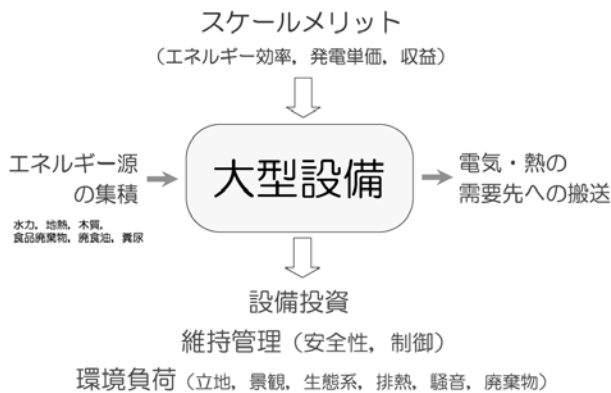 スケールメリット
（エネルギー効率，発電単価，収益）
エネルギー源
の集積
水力，地熱，木質，
食品廃棄物，廃食油，糞尿
大型設備
電気・熱の
需要先への搬送
設備投資
維持管理（安全性，制御）
環境負荷（立地，景観，生態系，排熱，騒音，廃棄物）